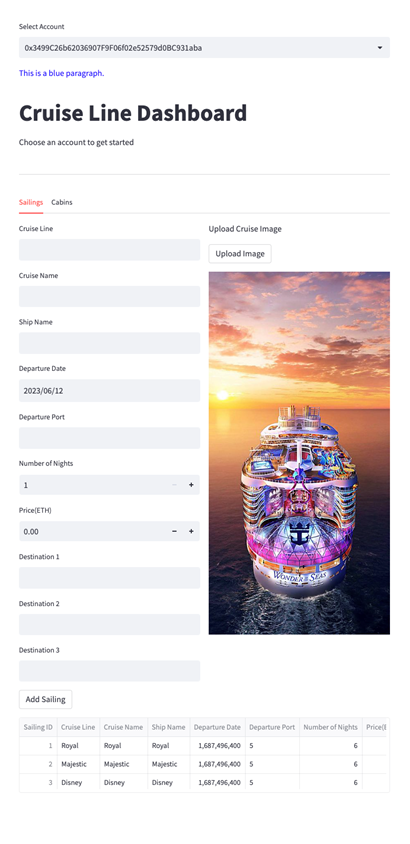 Select Account
0x3499C26b62036907F9F06f02e52579d0BC931aba
This is a blue paragraph.
Cruise Line Dashboard
Choose an account to get started
Sailings Cabins
Cruise Line
Upload Cruise Image
Upload Image
Cruise Name
Ship Name
Departure Date
2023/06/12
Departure Port
Number of Nights
1 − +
Price(ETH)
0.00 − +
Destination 1
WONDER OF THE SEAS
Destination 2
Destination 3
Add Sailing
Sailing ID Cruise Line Cruise Name Ship Name Departure Date Departure Port Number of Nights Price(E
1 Royal Royal Royal 1,687,496,400 5 6
2 Majestic Majestic Majestic 1,687,496,400 5 6
3 Disney Disney Disney 1,687,496,400 5 6